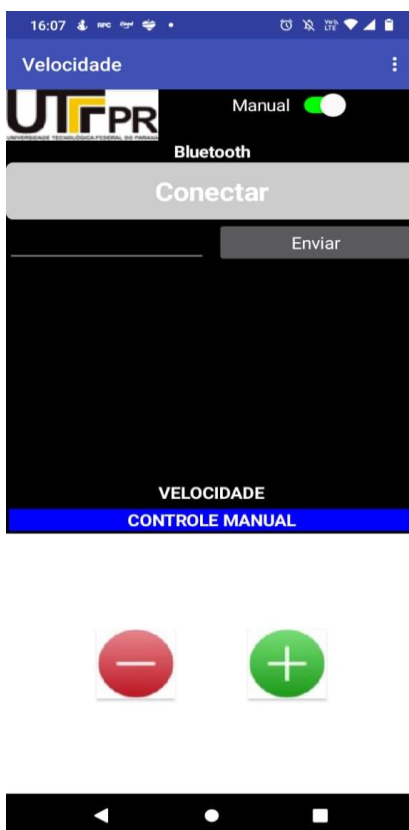 16:07
Velocidade
UTFPR
UNIVERSIDADE TECNOLÓGICA FEDERAL DO PARANÁ
Manual
Bluetooth
Conectar
Enviar
VELOCIDADE
CONTROLE MANUAL